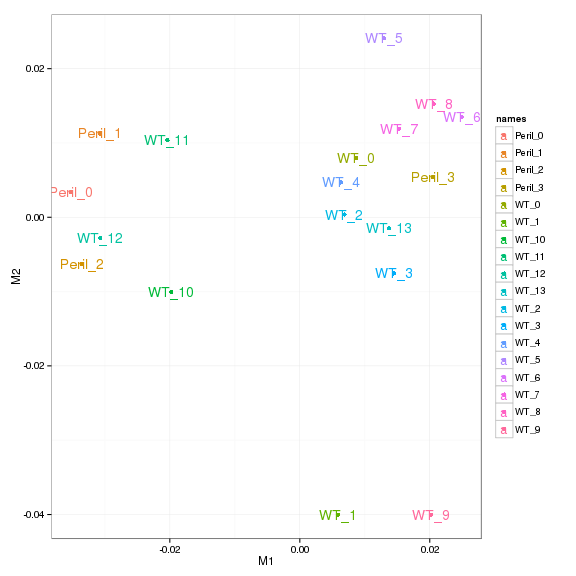 WT_5
0.02
WT_8
WT_6
WT_7
Peril_1
WT_11
WT_0
WT_4
Peril_3
Peril_0
0.00
WT_2
WT_13
WT_12
Peril_2
WT_3
WT_10
M2
-0.02
-0.04
WT_1
WT_9
-0.02
0.00
0.02
M1
names
a Peril_0
a Peril_1
a Peril_2
a Peril_3
a WT_0
a WT_1
a WT_10
a WT_11
a WT_12
a WT_13
a WT_2
a WT_3
a WT_4
a WT_5
a WT_6
a WT_7
a WT_8
a WT_9